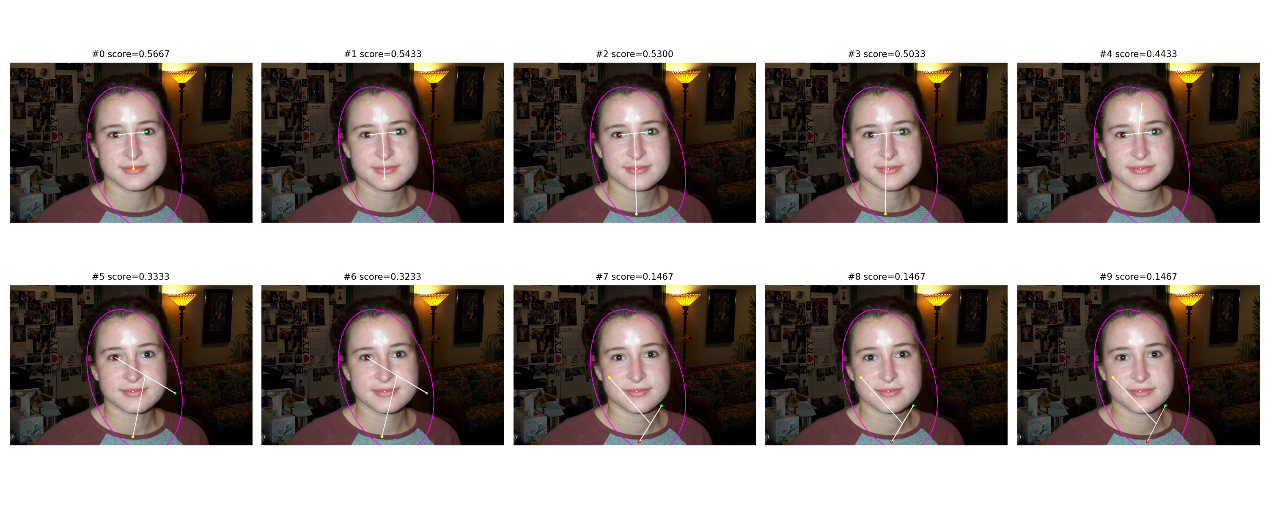 #0 score=0.5667
#1 score=0.5433
#2 score=0.5300
#3 score=0.5033
#4 score=0.4433
#5 score=0.3333
#6 score=0.3233
#7 score=0.1467
#8 score=0.1467
#9 score=0.1467